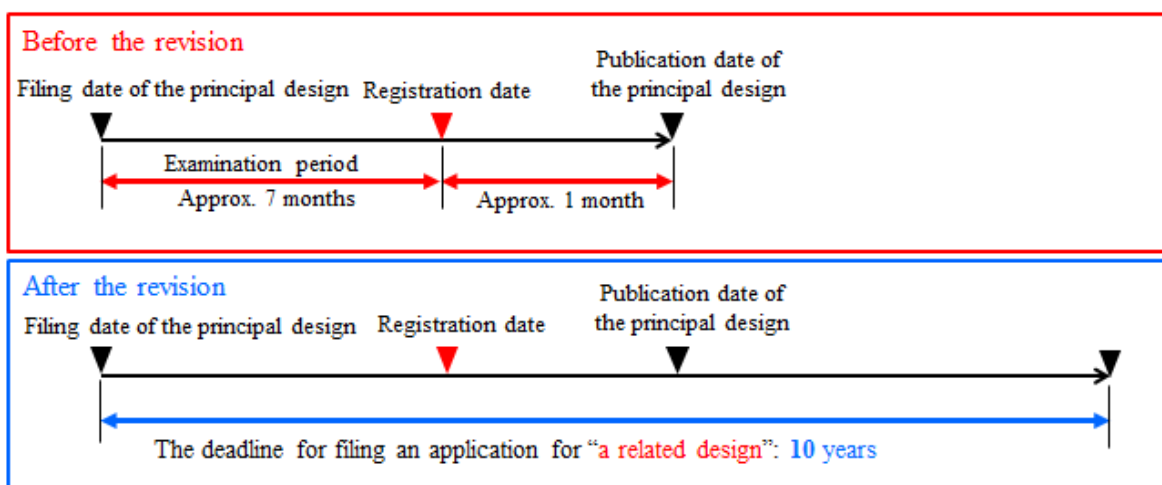 Before the revision
Publication date of
the principal design
Filing date of the principal design Registration date
Examination period
Approx. 7 months
Approx. 1 month
After the revision
Publication date of
the principal design
Filing date of the principal design Registration date
The deadline for filing an application for “a related design”: 10 years